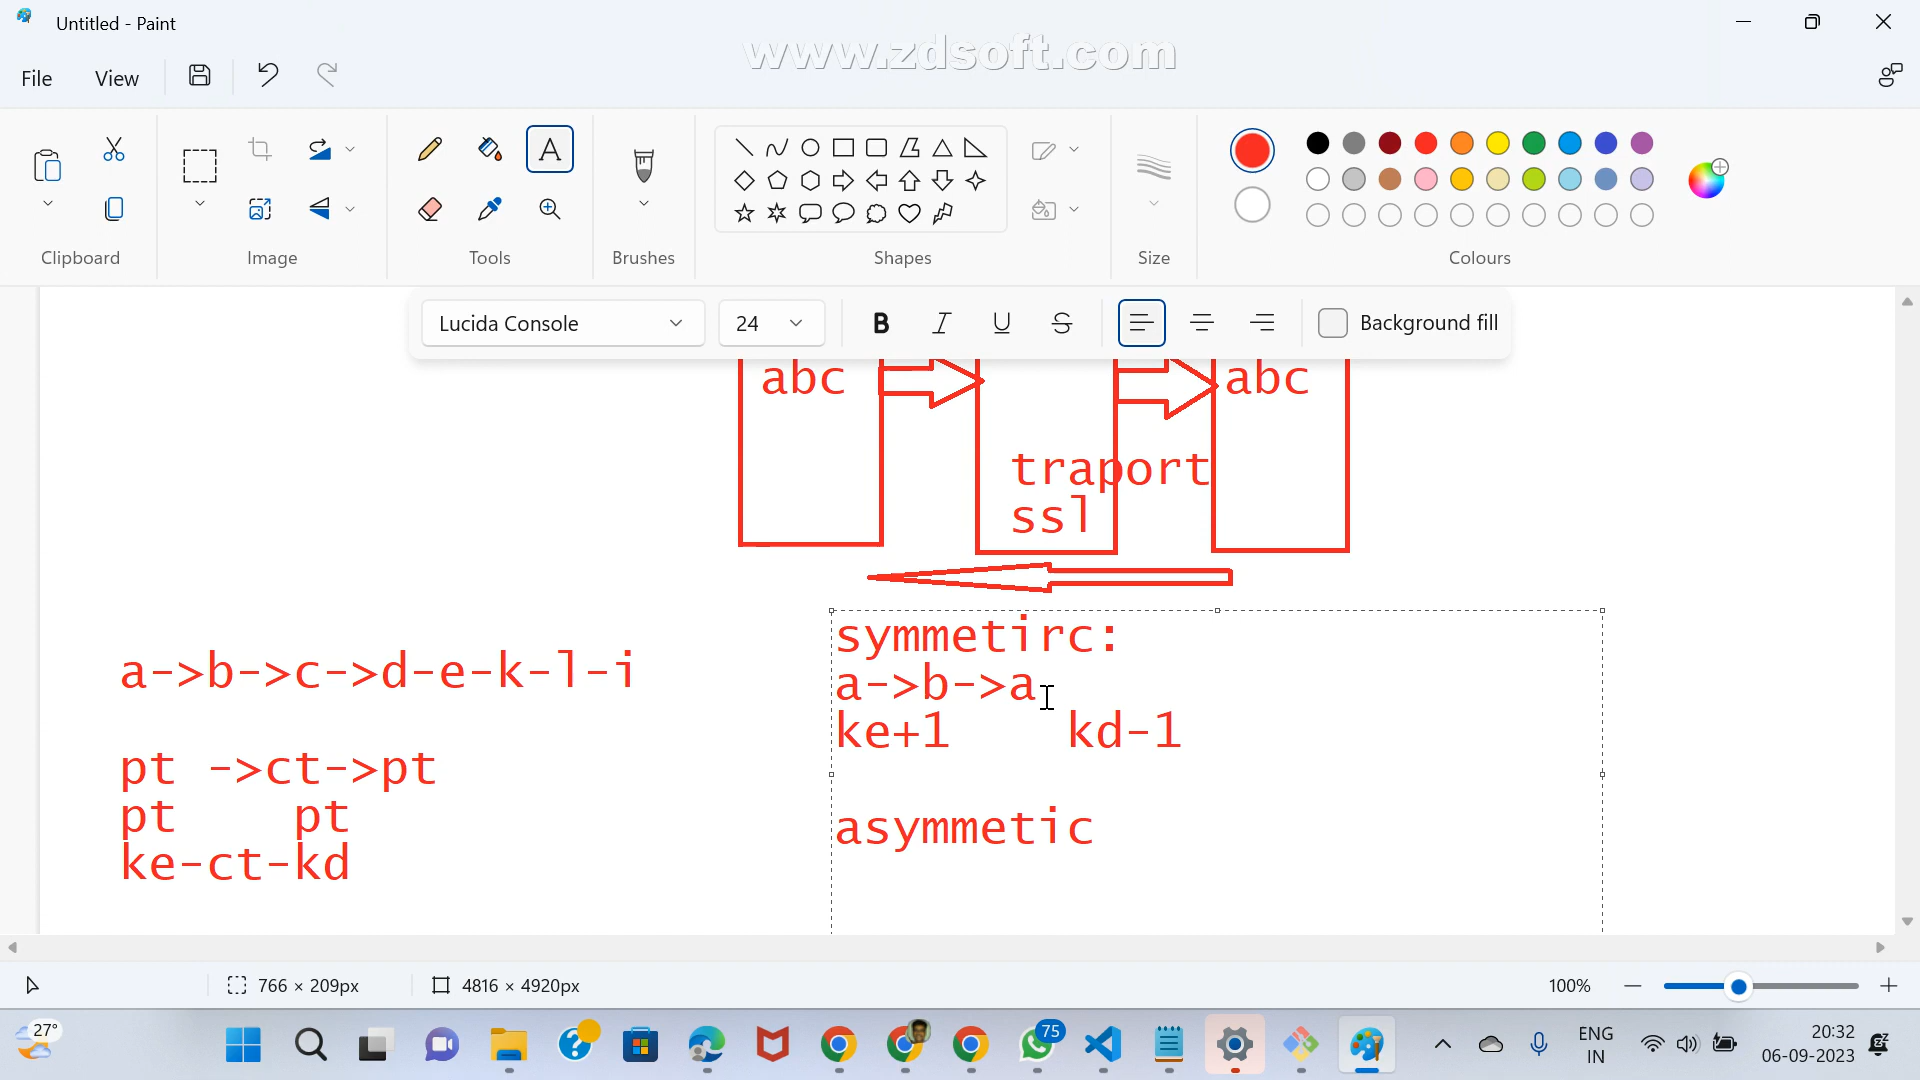 Untitled - Paint
www.zdsoft.com
File View
Clipboard
Image
Tools
Brushes
Shapes
Size
Colours
Lucida Console 24 B I U S Background fill
abc abc
traport
ssl
a->b->c->d-e-k-l-i
pt ->ct->pt
pt pt
ke-ct-kd
symmetirc:
a->b->a
ke+1 kd-1
asymmetic
766 × 209px 4816 × 4920px 100%
27° 75 ENG 20:32
IN 06-09-2023